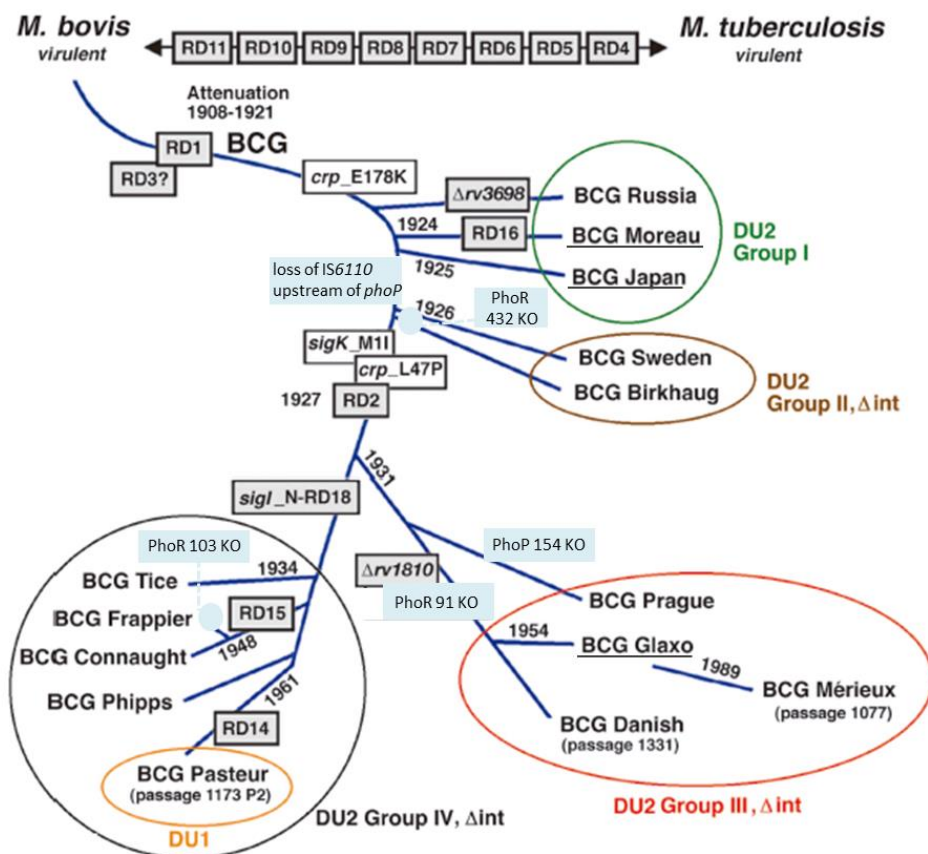 M. bovis
virulent
RD11 RD10 RD9 RD8 RD7 RD6 RD5 RD4
M. tuberculosis
virulent
Attenuation
1908-1921
RD1
BCG
RD3?
crp_E178K
Δrv3698
BCG Russia
1924
RD16
BCG Moreau
DU2
Group I
1925
BCG Japan
loss of IS6110
upstream of phoP
1926
PhoR
432 KO
sigK_M1I
crp_L47P
BCG Sweden
BCG Birkhaug
DU2
Group II, Δint
1927
RD2
1931
sigI_N-RD18
PhoR 103 KO
PhoP 154 KO
1934
BCG Tice
Δrv1810
PhoR 91 KO
BCG Prague
RD15
BCG Frappier
1948
BCG Connaught
1954
BCG Glaxo
1989
BCG Mérieux
(passage 1077)
1961
BCG Phipps
BCG Danish
(passage 1331)
RD14
BCG Pasteur
(passage 1173 P2)
DU2 Group III, Δint
DU2 Group IV, Δint
DU1